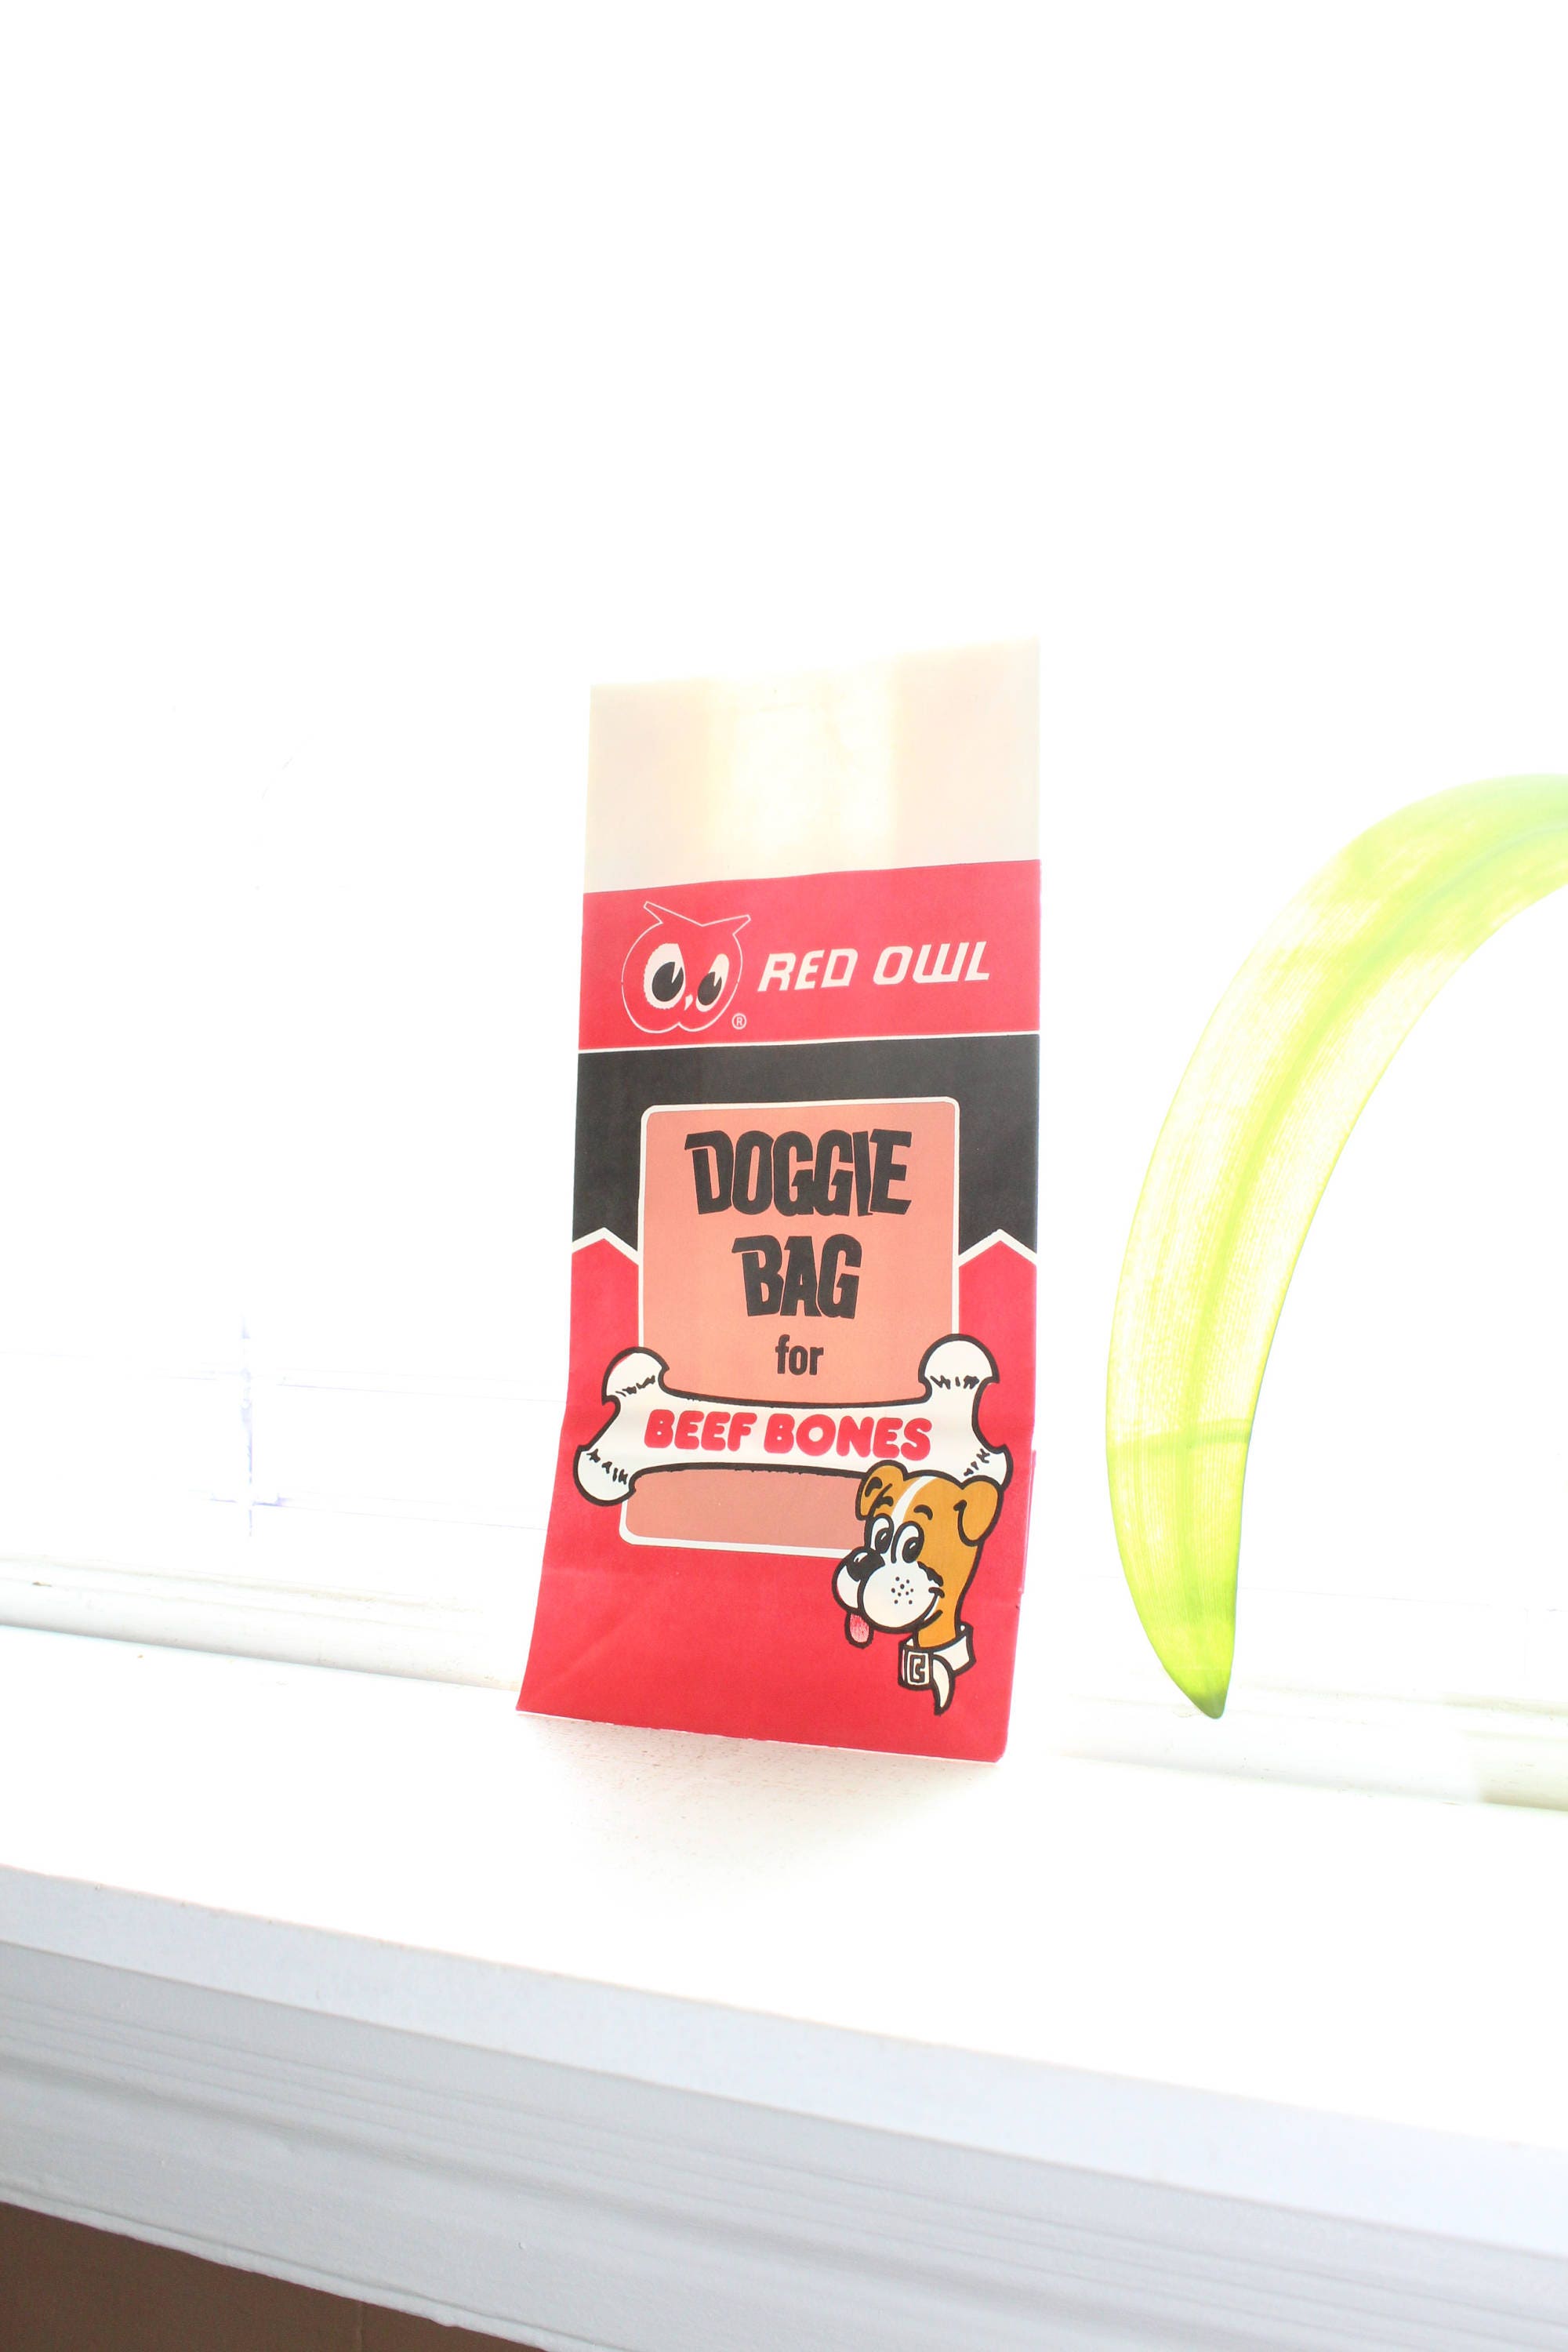 RED OWL
®
DOGGIE
BAG
for
BEEF BONES